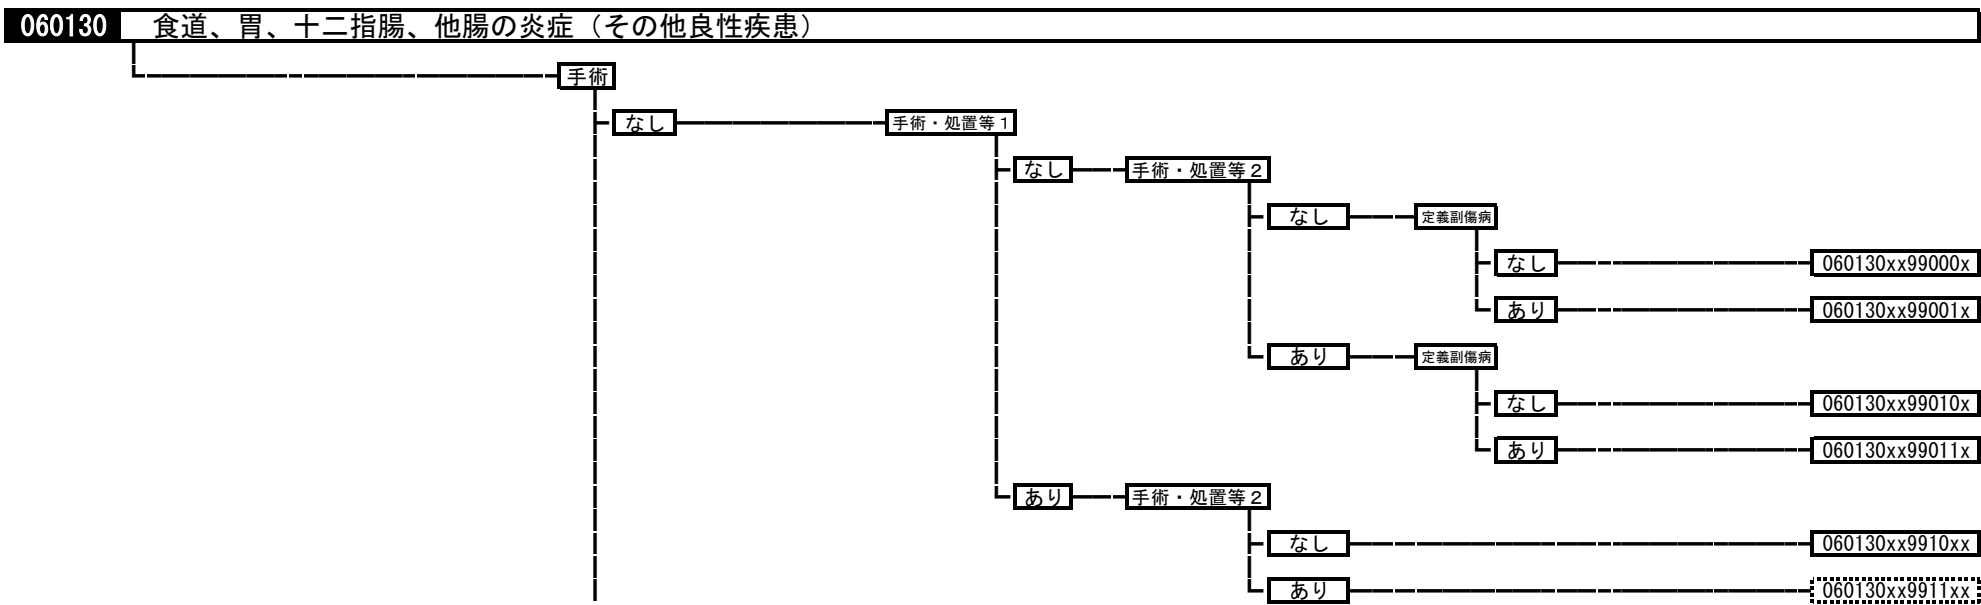 060130 食道、胃、十二指腸、他腸の炎症（その他良性疾患）
手術
なし 手術・処置等１
なし 手術・処置等２
なし 定義副傷病
なし 060130xx99000x
あり 060130xx99001x
あり 定義副傷病
なし 060130xx99010x
あり 060130xx99011x
あり 手術・処置等２
なし 060130xx9910xx
あり 060130xx9911xx